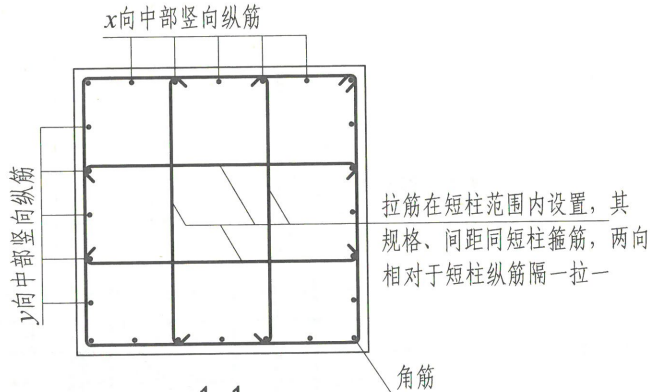 x向中部竖向纵筋
y向中部竖向纵筋
拉筋在短柱范围内设置，其
规格、间距同短柱箍筋，两向
相对于短柱纵筋隔一拉一
角筋